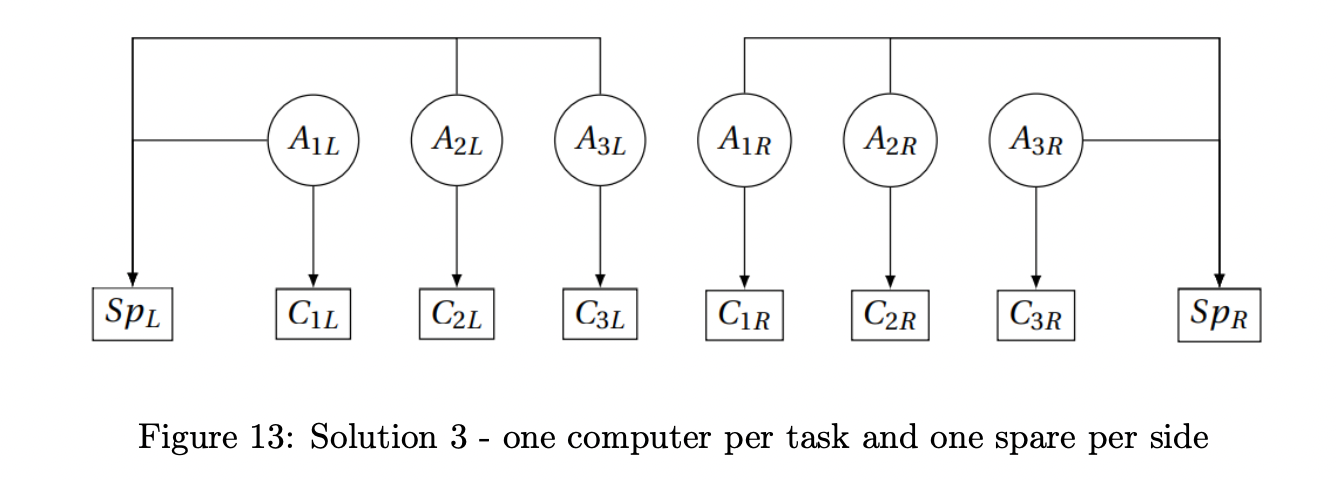 A1L A2L A3L A1R A2R A3R
SpL C1L C2L C3L C1R C2R C3R SpR
Figure 13: Solution 3 - one computer per task and one spare per side